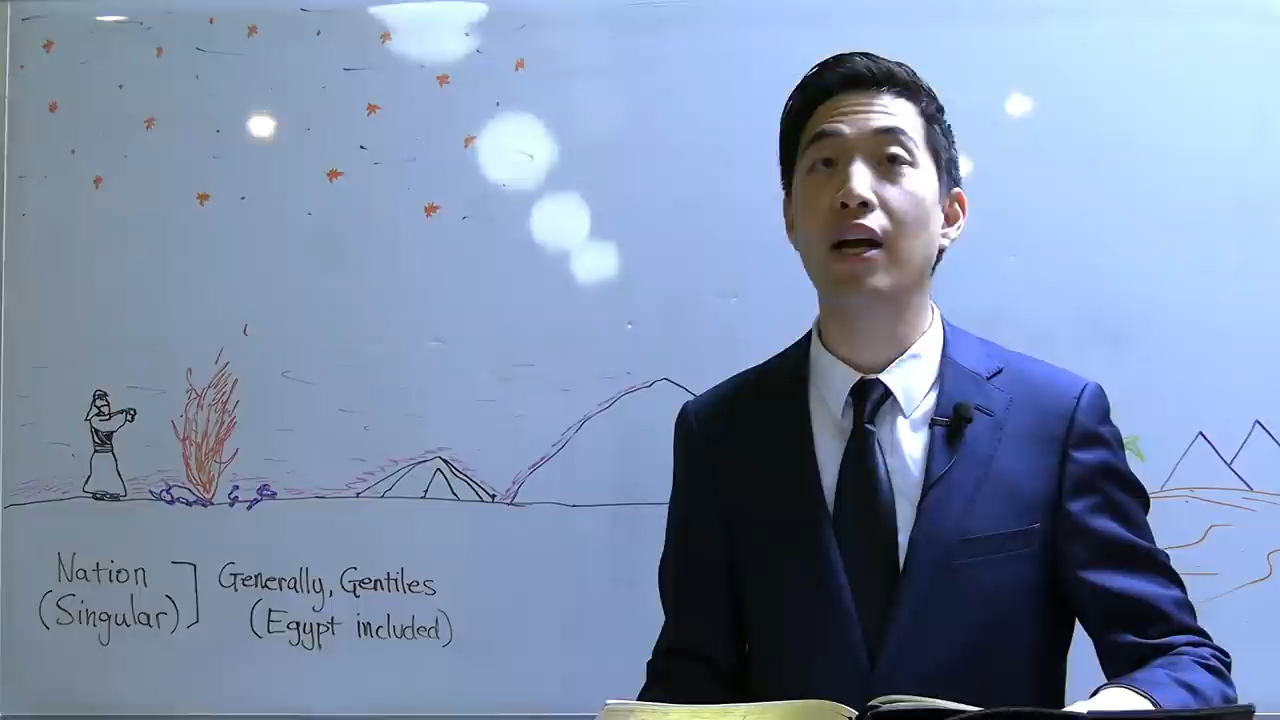 Nation
(Singular)
Generally, Gentiles
(Egypt included)